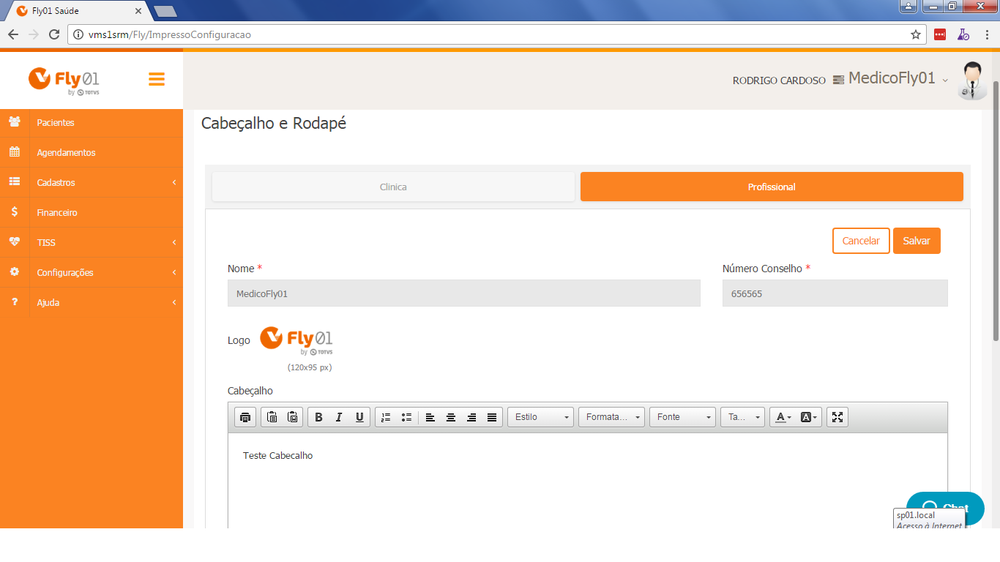 Fly01 Saúde
vms1srm/Fly/ImpressoConfiguracao
Fly01
by TOTVS
RODRIGO CARDOSO MedicoFly01
Pacientes
Agendamentos
Cadastros
Financeiro
TISS
Configurações
Ajuda
Cabeçalho e Rodapé
Clinica Profissional
Cancelar Salvar
Nome * Número Conselho *
MedicoFly01 656565
Logo Fly01
by TOTVS
(120x95 px)
Cabeçalho
B I U Estilo Formata... Fonte Ta... A A
Teste Cabecalho
Chat
sp01.local
Acesso à Internet